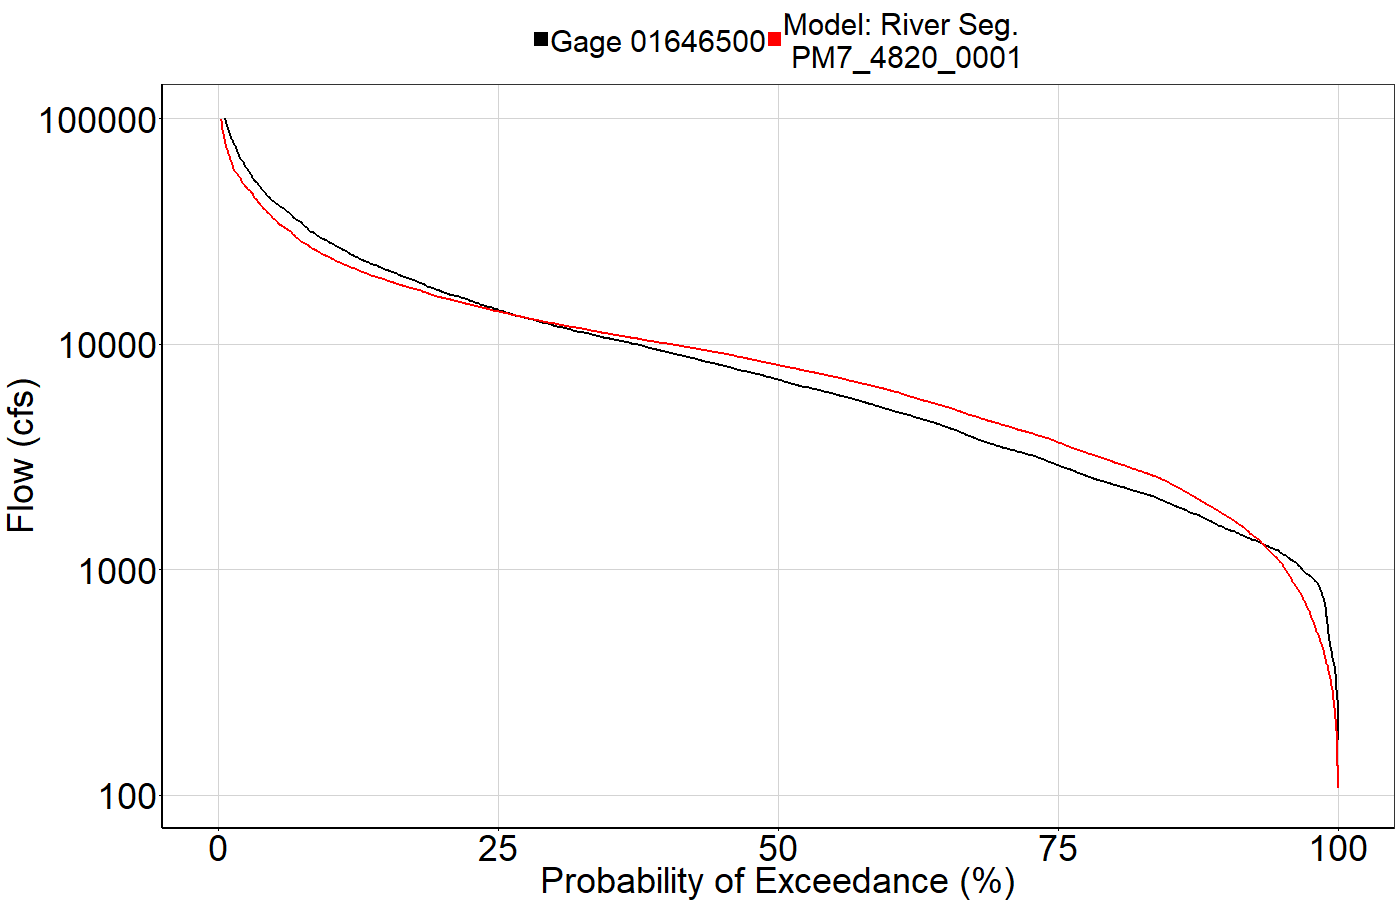 Gage 01646500
Model: River Seg.
PM7_4820_0001
100000
10000
1000
100
Flow (cfs)
0 25 50 75 100
Probability of Exceedance (%)